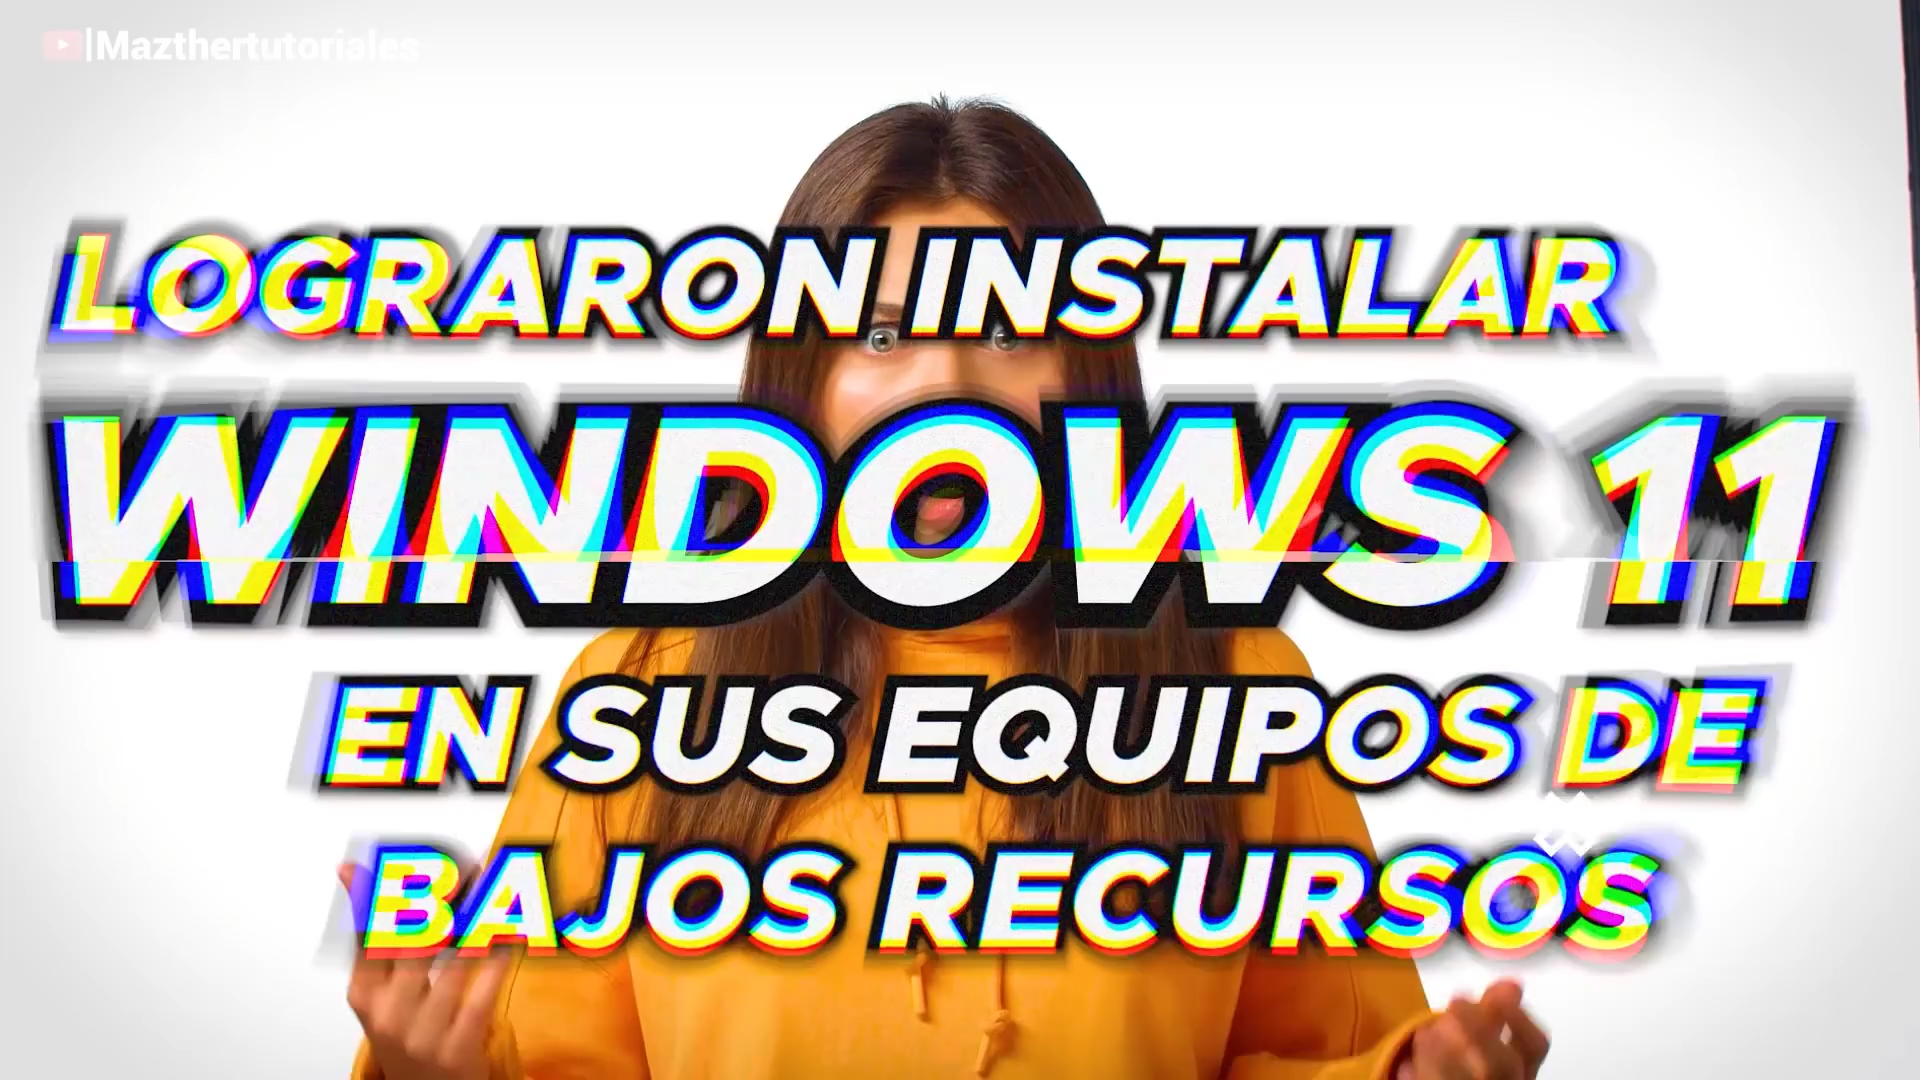 |Mazthertutoriales
LOGRARON INSTALAR
WINDOWS 11
EN SUS EQUIPOS DE
BAJOS RECURSOS